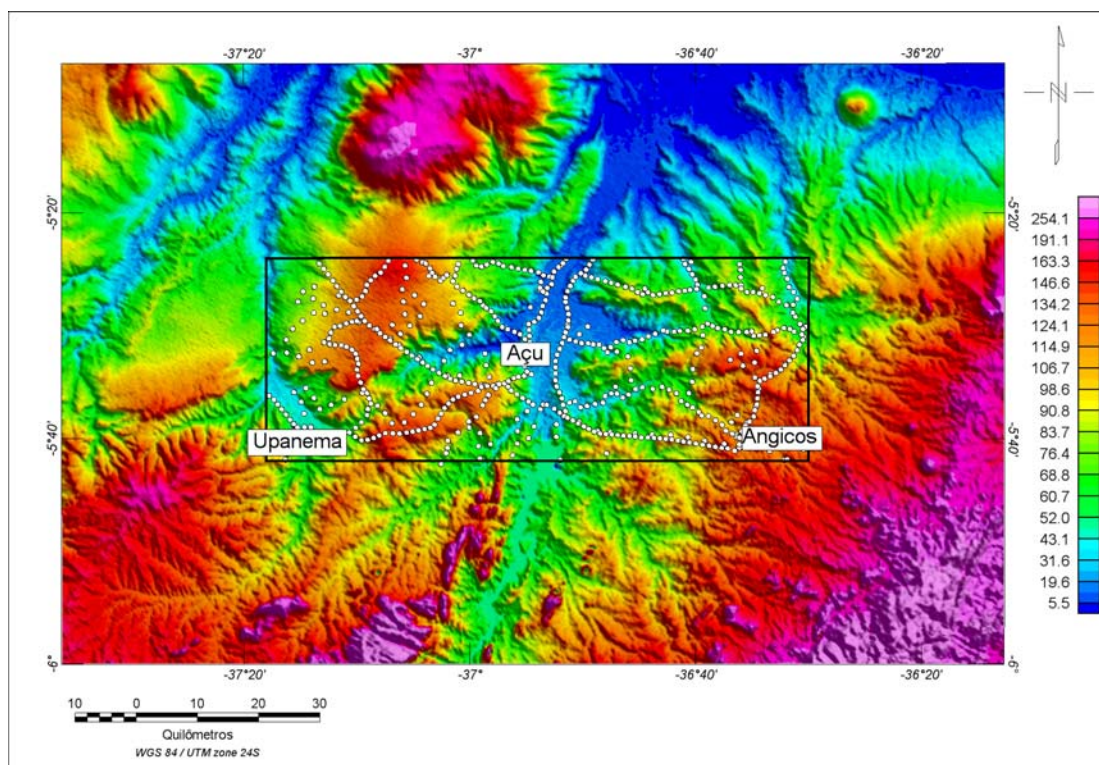 -37°20' -37° -36°40' -36°20'
N
-5°20' -5°20'
254.1
191.1
163.3
146.6
134.2
124.1
114.9
106.7
98.6
90.8
83.7
76.4
68.8
60.7
52.0
43.1
31.6
19.6
5.5
Açu
Upanema Angicos
-5°40' -5°40'
-6° -6°
-37°20' -37° -36°40' -36°20'
10 0 10 20 30
Quilômetros
WGS 84 / UTM zone 24S